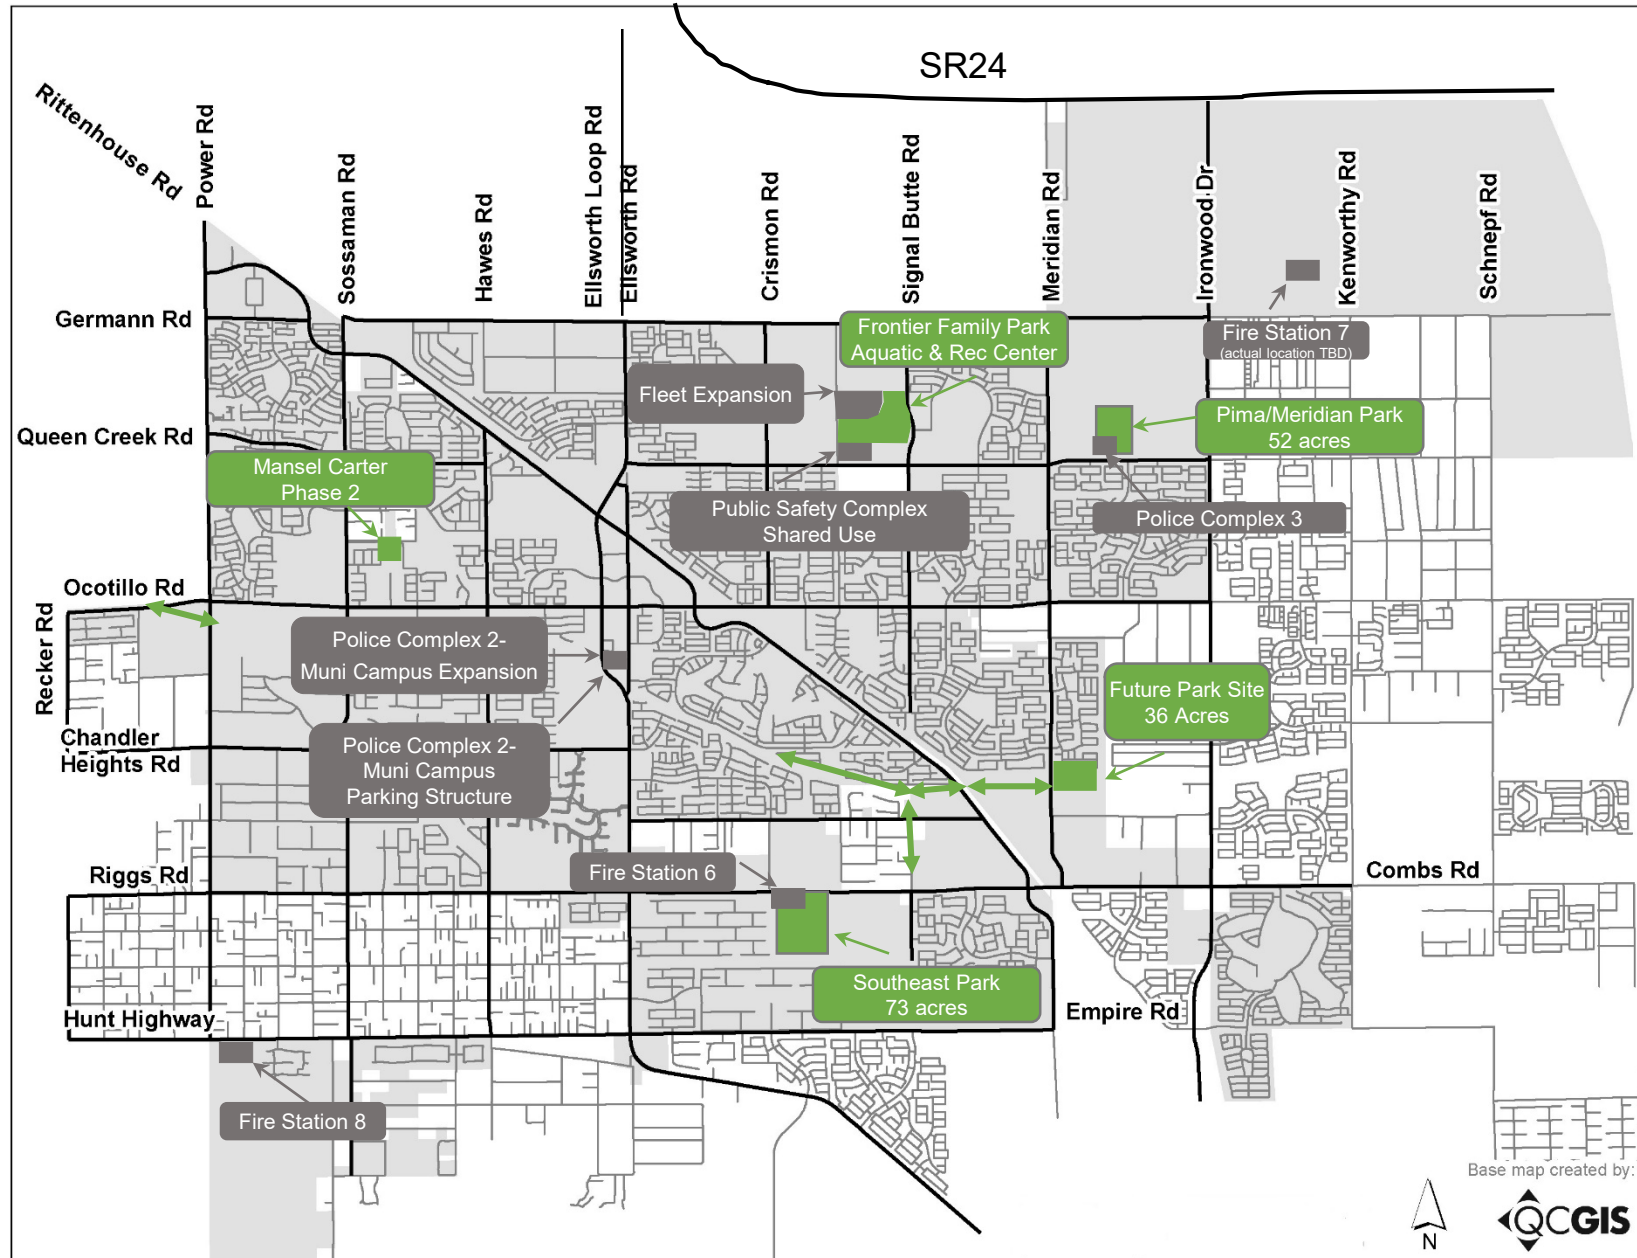 SR24
Rittenhouse Rd
Power Rd
Sossaman Rd
Hawes Rd
Ellsworth Loop Rd
Ellsworth Rd
Crismon Rd
Signal Butte Rd
Meridian Rd
Ironwood Dr
Kenworthy Rd
Schnepf Rd
Germann Rd
Frontier Family Park
Aquatic & Rec Center
Fire Station 7
(actual location TBD)
Fleet Expansion
Queen Creek Rd
Pima/Meridian Park
52 acres
Mansel Carter
Phase 2
Public Safety Complex
Shared Use
Police Complex 3
Ocotillo Rd
Recker Rd
Police Complex 2-
Muni Campus Expansion
Future Park Site
36 Acres
Chandler
Heights Rd
Police Complex 2-
Muni Campus
Parking Structure
Riggs Rd
Fire Station 6
Combs Rd
Southeast Park
73 acres
Hunt Highway
Empire Rd
Fire Station 8
Base map created by:
N
QCGIS